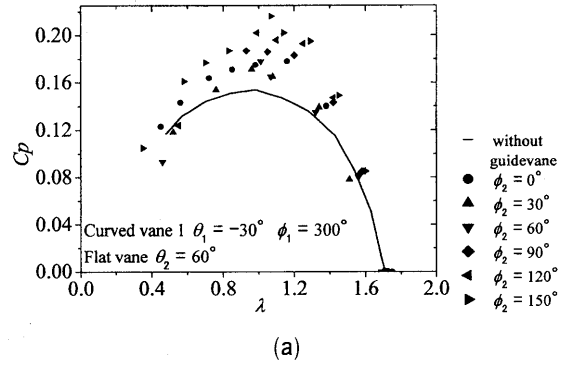 0.20
0.16
0.12
0.08
0.04
0.00
Cp
0.0
0.4
0.8
1.2
1.6
2.0
λ
Curved vane 1 θ₁ = −30° ϕ₁ = 300°
Flat vane θ₂ = 60°
without
guidevane
ϕ₂ = 0°
ϕ₂ = 30°
ϕ₂ = 60°
ϕ₂ = 90°
ϕ₂ = 120°
ϕ₂ = 150°
(a)